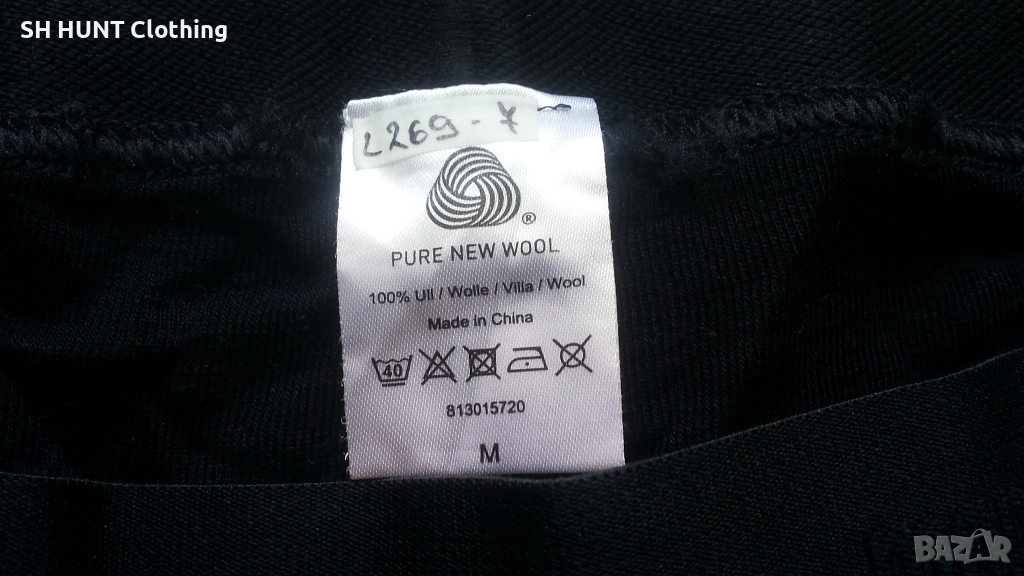 SH HUNT Clothing
L269-7
®
PURE NEW WOOL
100% Ull / Wolle / Villa / Wool
Made in China
40
813015720
M
BAZAR